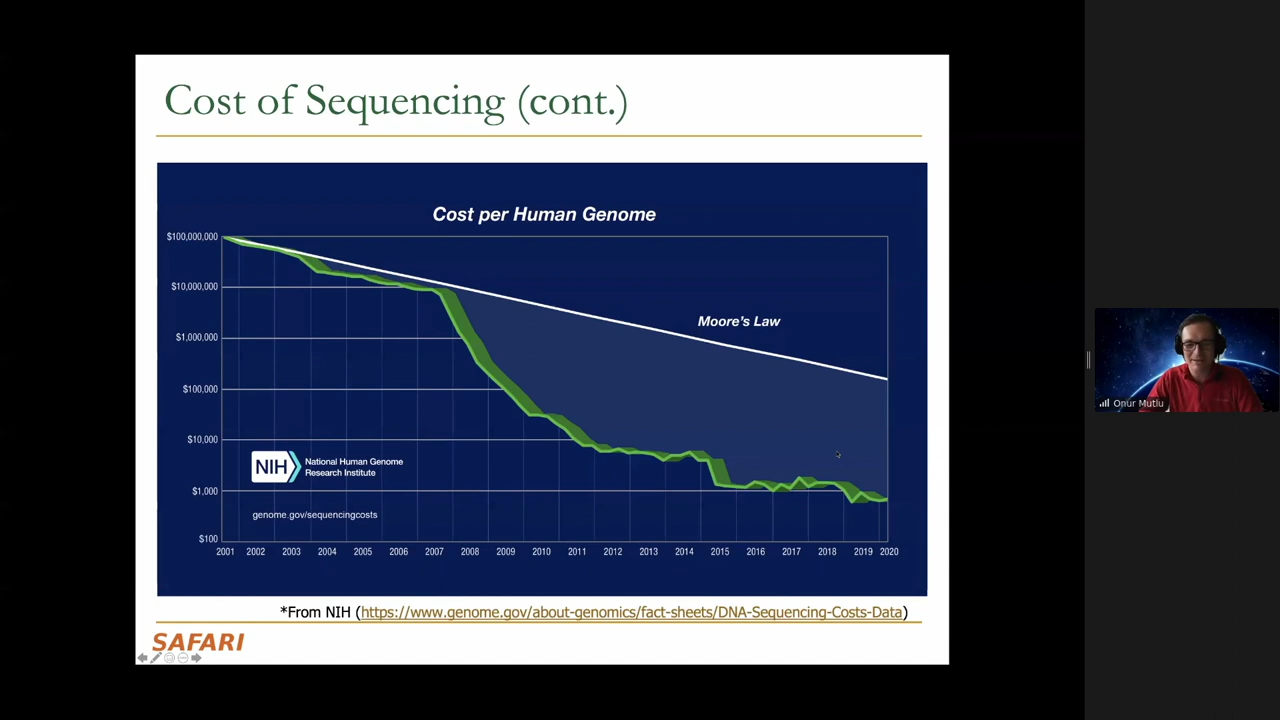 Cost of Sequencing (cont.)
Cost per Human Genome
$100,000,000
$10,000,000
$1,000,000
$100,000
$10,000
$1,000
$100
Moore's Law
NIH
National Human Genome
Research Institute
genome.gov/sequencingcosts
2001 2002 2003 2004 2005 2006 2007 2008 2009 2010 2011 2012 2013 2014 2015 2016 2017 2018 2019 2020
*From NIH (https://www.genome.gov/about-genomics/fact-sheets/DNA-Sequencing-Costs-Data)
SAFARI
Onur Mutlu